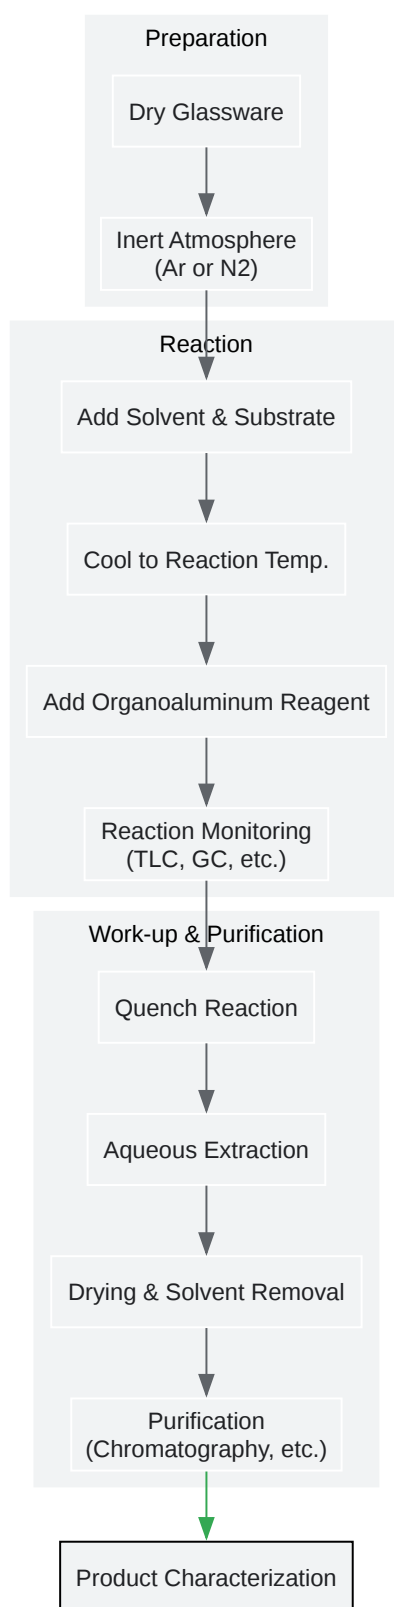 Preparation
Dry Glassware
Inert Atmosphere
(Ar or N2)
Reaction
Add Solvent & Substrate
Cool to Reaction Temp.
Add Organoaluminum Reagent
Reaction Monitoring
(TLC, GC, etc.)
Work-up & Purification
Quench Reaction
Aqueous Extraction
Drying & Solvent Removal
Purification
(Chromatography, etc.)
Product Characterization